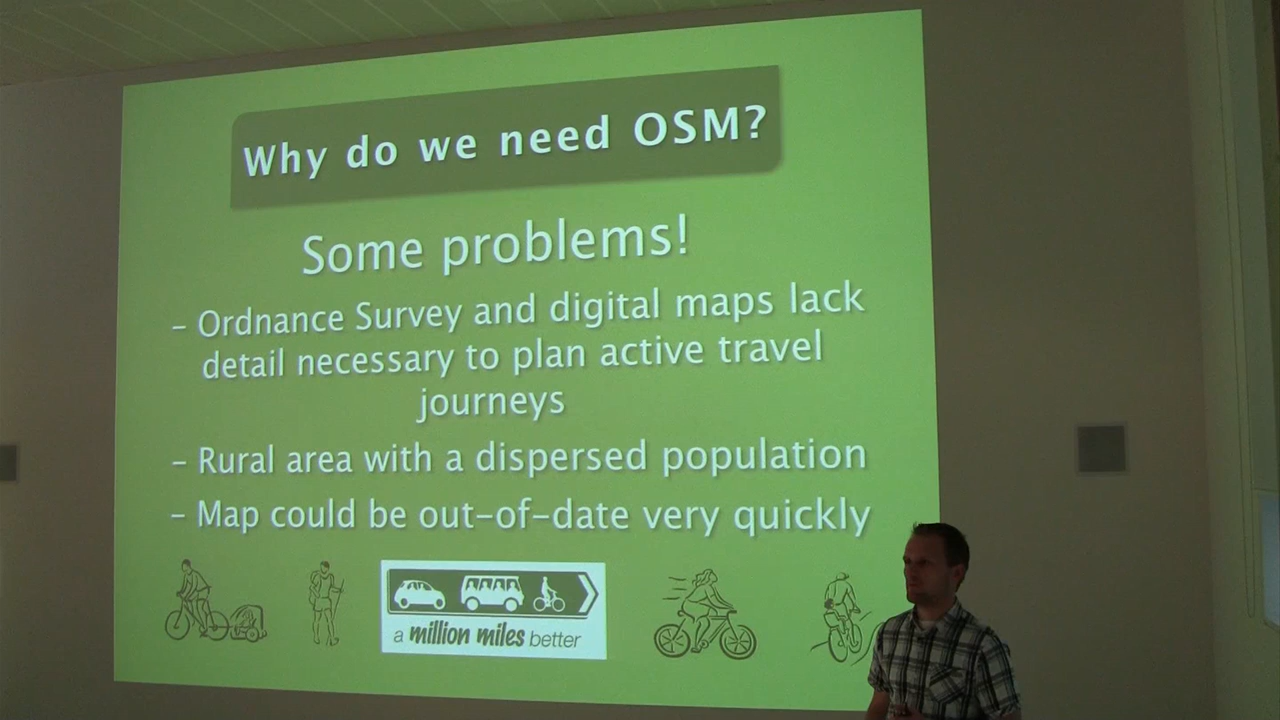 Why do we need OSM?
Some problems!
– Ordnance Survey and digital maps lack
detail necessary to plan active travel
journeys
– Rural area with a dispersed population
– Map could be out-of-date very quickly
a million miles better